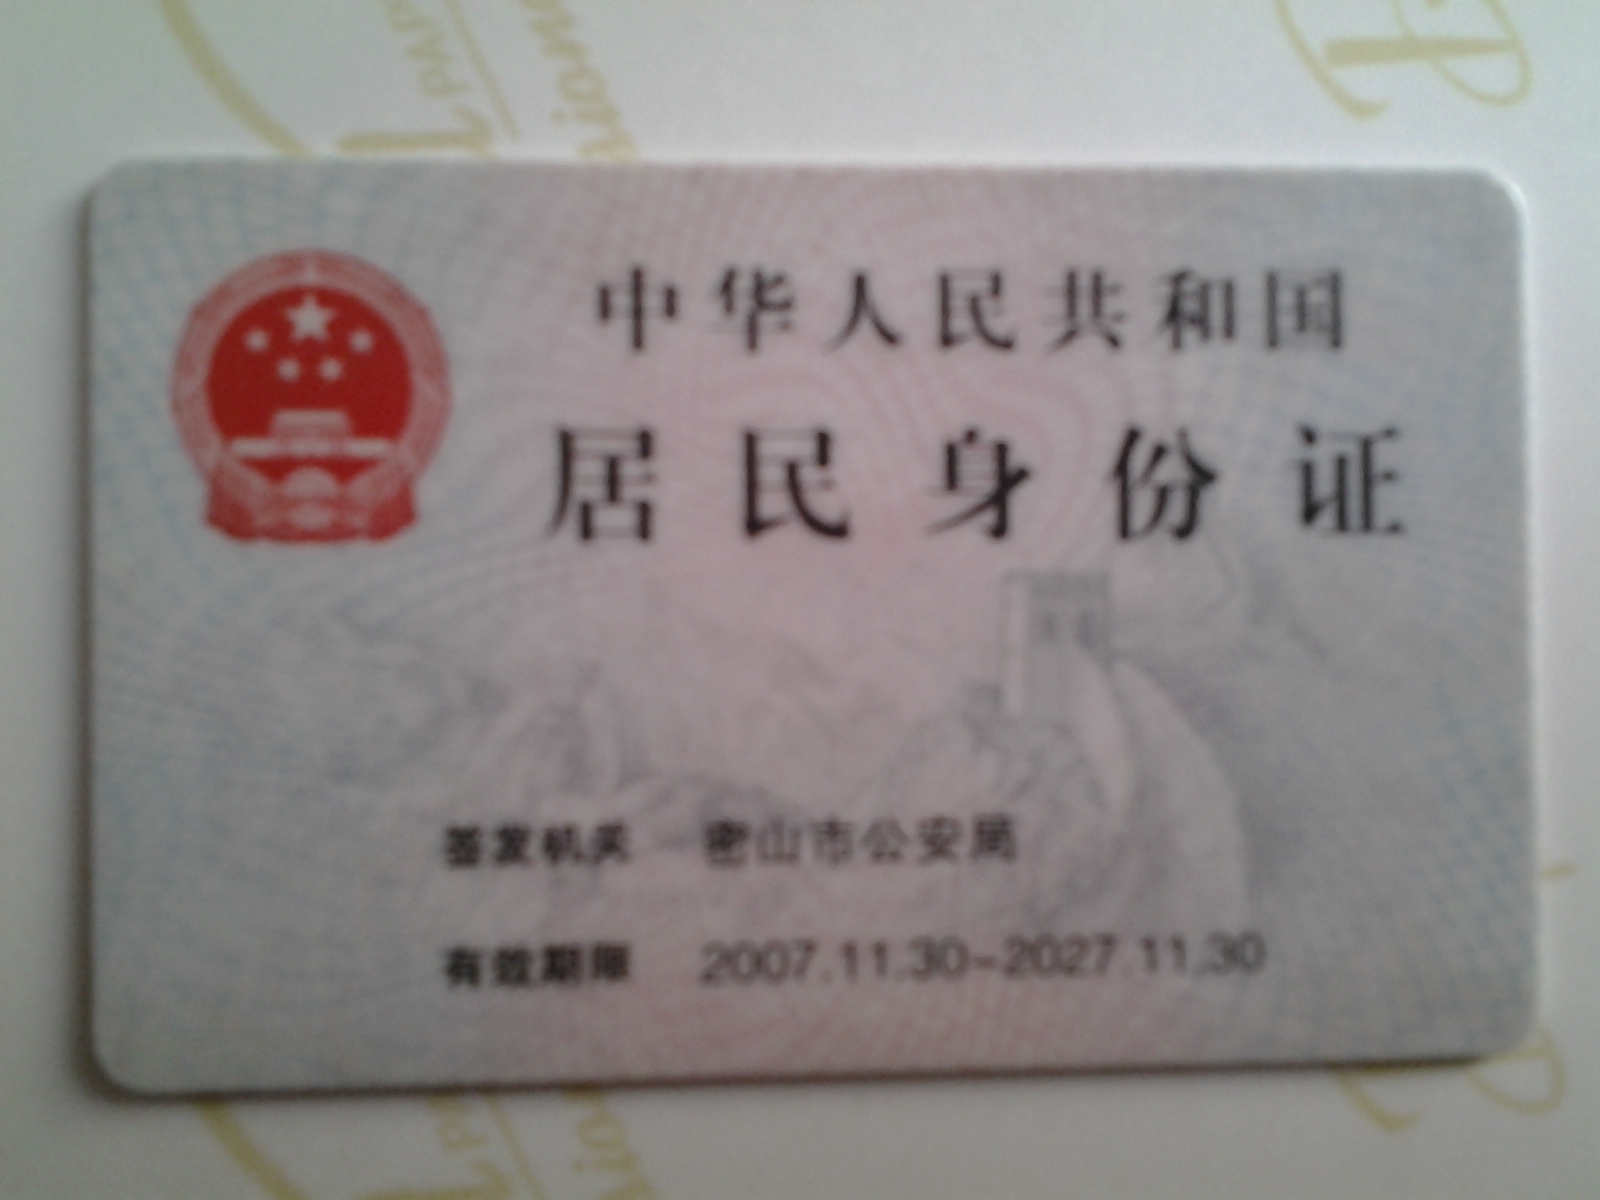 中华人民共和国
居民身份证
签发机关 密山市公安局
有效期限 2007.11.30-2027.11.30